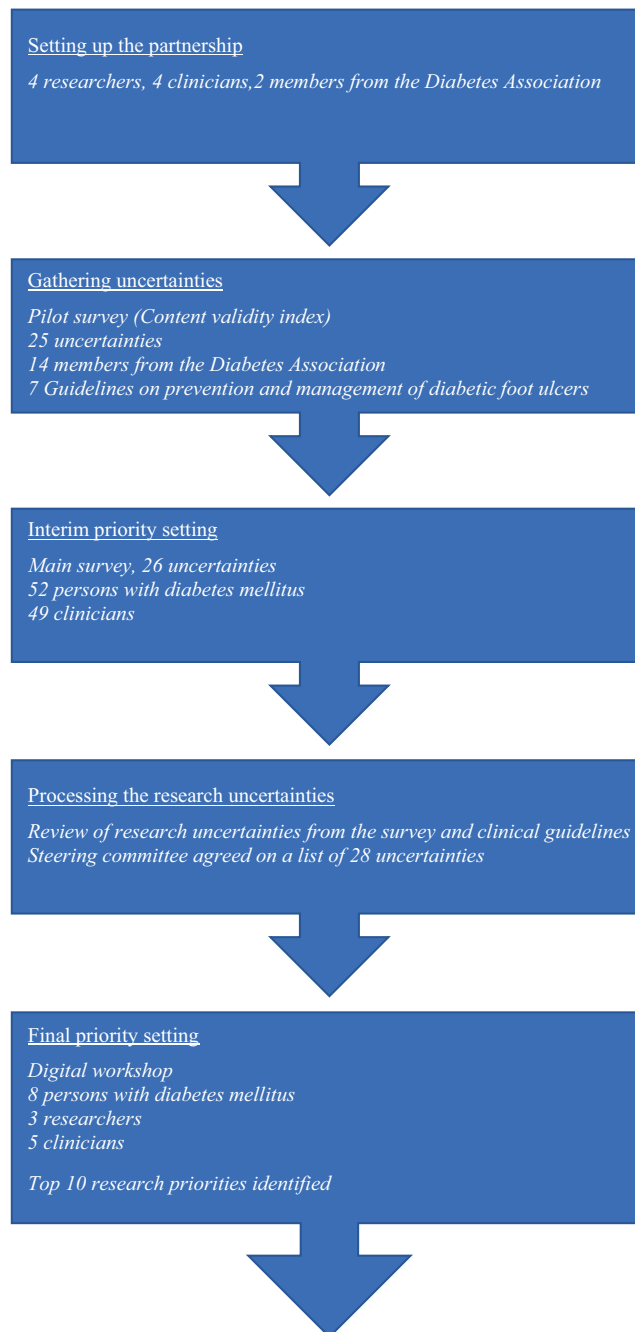 Setting up the partnership
4 researchers, 4 clinicians,2 members from the Diabetes Association
Gathering uncertainties
Pilot survey (Content validity index)
25 uncertainties
14 members from the Diabetes Association
7 Guidelines on prevention and management of diabetic foot ulcers
Interim priority setting
Main survey, 26 uncertainties
52 persons with diabetes mellitus
49 clinicians
Processing the research uncertainties
Review of research uncertainties from the survey and clinical guidelines
Steering committee agreed on a list of 28 uncertainties
Final priority setting
Digital workshop
8 persons with diabetes mellitus
3 researchers
5 clinicians
Top 10 research priorities identified